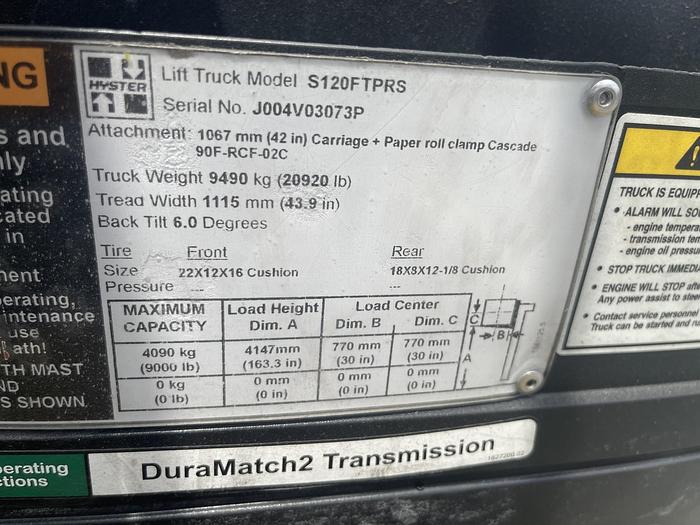 NG
s and
nly
ating
cated
in
ment
perating,
intenance
use
ath!
TH MAST
ND
S SHOWN.
perating
ctions
HYSTER
Lift Truck Model S120FTPRS
Serial No. J004V03073P
Attachment: 1067 mm (42 in) Carriage + Paper roll clamp Cascade
90F-RCF-02C
Truck Weight 9490 kg (20920 lb)
Tread Width 1115 mm (43.9 in)
Back Tilt 6.0 Degrees
Tire Front Rear
Size 22X12X16 Cushion 18X8X12-1/8 Cushion
Pressure --- ---
MAXIMUM CAPACITY Load Height Dim. A Load Center Dim. B Dim. C
4090 kg 4147mm 770 mm 770 mm
(9000 lb) (163.3 in) (30 in) (30 in)
0 kg 0 mm 0 mm 0 mm
(0 lb) (0 in) (0 in) (0 in)
C
B
A
DuraMatch2 Transmission
TRUCK IS EQUIPP
• ALARM WILL SO
- engine tempera
- transmission tem
- engine oil pressu
• STOP TRUCK IMMEDIA
• ENGINE WILL STOP afte
Any power assist to steer
• Contact service personnel
Truck can be started and